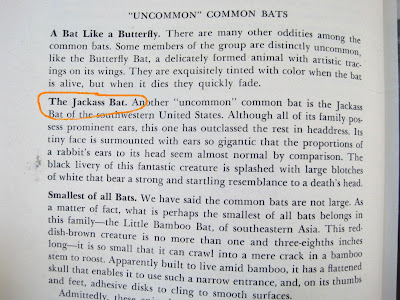 "UNCOMMON" COMMON BATS
A Bat Like a Butterfly. There are many other oddities among the
common bats. Some members of the group are distinctly uncommon,
like the Butterfly Bat, a delicately formed animal with artistic trac-
ings on its wings. They are exquisitely tinted with color when the bat
is alive, but when it dies they quickly fade.
The Jackass Bat. Another "uncommon" common bat is the Jackass
Bat of the southwestern United States. Although all of its family pos-
sess prominent ears, this one has outclassed the rest in headdress. Its
tiny face is surmounted with ears so gigantic that the proportions of
a rabbit's ears to its head seem almost normal by comparison. The
black livery of this fantastic creature is splashed with large blotches
of white that bear a strong and startling resemblance to a death's head.
Smallest of all Bats. We have said the common bats are not large. As
a matter of fact, what is perhaps the smallest of all bats belongs in
this family—the Little Bamboo Bat, of southeastern Asia. This red-
dish-brown creature is no more than one and three-eighths inches
long—it is so small that it can crawl into a mere crack in a bamboo
stem to roost. Apparently built to live amid bamboo, it has a flattened
skull that enables it to use such a narrow entrance, and, on its thumbs
and feet, adhesive disks to cling to smooth surfaces.
Admittedly, these